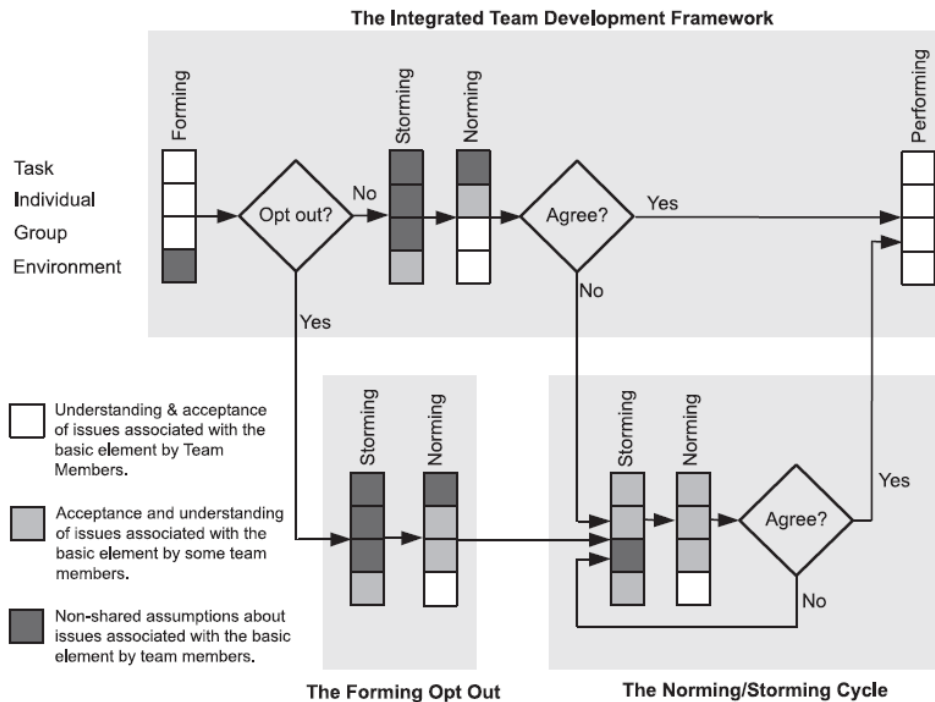 The Integrated Team Development Framework
Forming
Storming
Norming
Performing
Task
Individual
Group
Environment
Opt out?
No
Agree?
Yes
Yes
No
Understanding & acceptance
of issues associated with the
basic element by Team
Members.
Acceptance and understanding
of issues associated with the
basic element by some team
members.
Non-shared assumptions about
issues associated with the basic
element by team members.
Storming
Norming
Storming
Norming
Agree?
Yes
No
The Forming Opt Out
The Norming/Storming Cycle